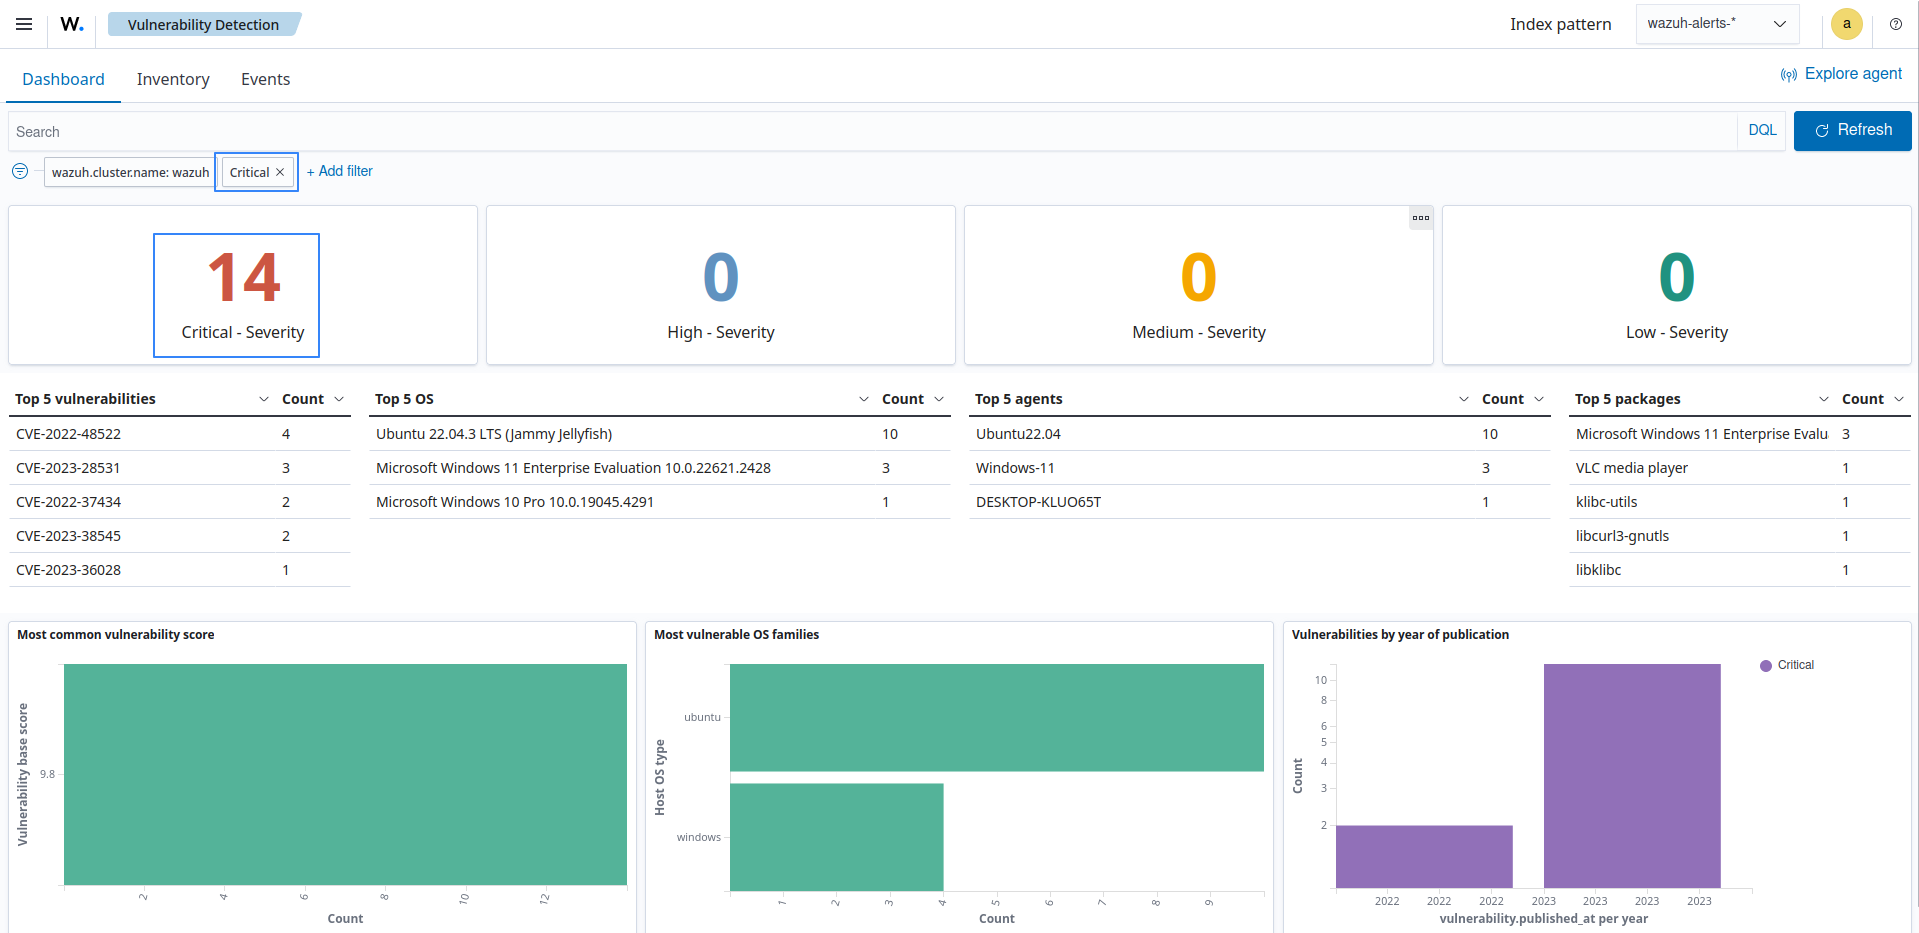 W.
Vulnerability Detection
Index pattern
wazuh-alerts-*
a
Dashboard
Inventory
Events
Explore agent
Search
DQL
Refresh
wazuh.cluster.name: wazuh
Critical ×
+ Add filter
14
Critical - Severity
0
High - Severity
0
Medium - Severity
0
Low - Severity
Top 5 vulnerabilities Count
CVE-2022-48522 4
CVE-2023-28531 3
CVE-2022-37434 2
CVE-2023-38545 2
CVE-2023-36028 1
Top 5 OS Count
Ubuntu 22.04.3 LTS (Jammy Jellyfish) 10
Microsoft Windows 11 Enterprise Evaluation 10.0.22621.2428 3
Microsoft Windows 10 Pro 10.0.19045.4291 1
Top 5 agents Count
Ubuntu22.04 10
Windows-11 3
DESKTOP-KLUO65T 1
Top 5 packages Count
Microsoft Windows 11 Enterprise Evalu 3
VLC media player 1
klibc-utils 1
libcurl3-gnutls 1
libklibc 1
Most common vulnerability score
Vulnerability base score
9.8
2 4 6 8 10 12
Count
Most vulnerable OS families
Host OS type
ubuntu
windows
1 2 3 4 5 6 7 8 9
Count
Vulnerabilities by year of publication
Critical
Count
10
8
6
5
4
3
2
2022 2022 2022 2023 2023 2023 2023
vulnerability.published_at per year